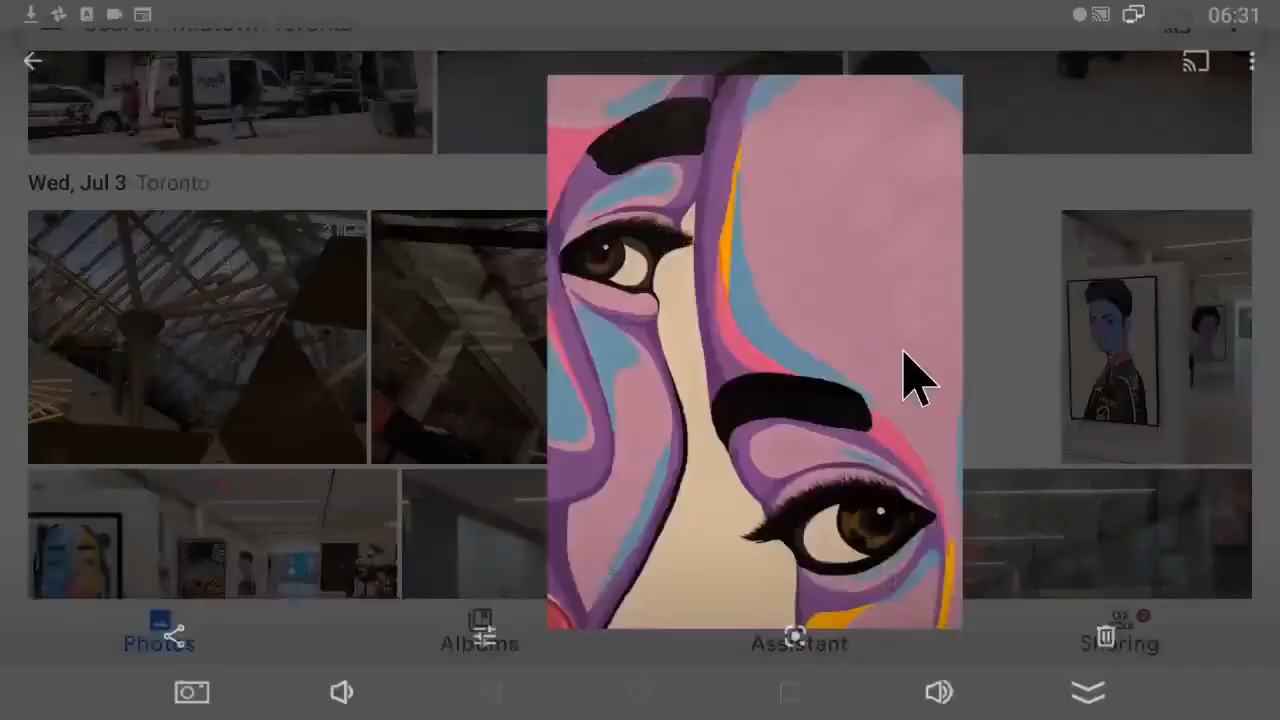 06:31
Wed, Jul 3 Toronto
Photos
Albums
Assistant
Sharing